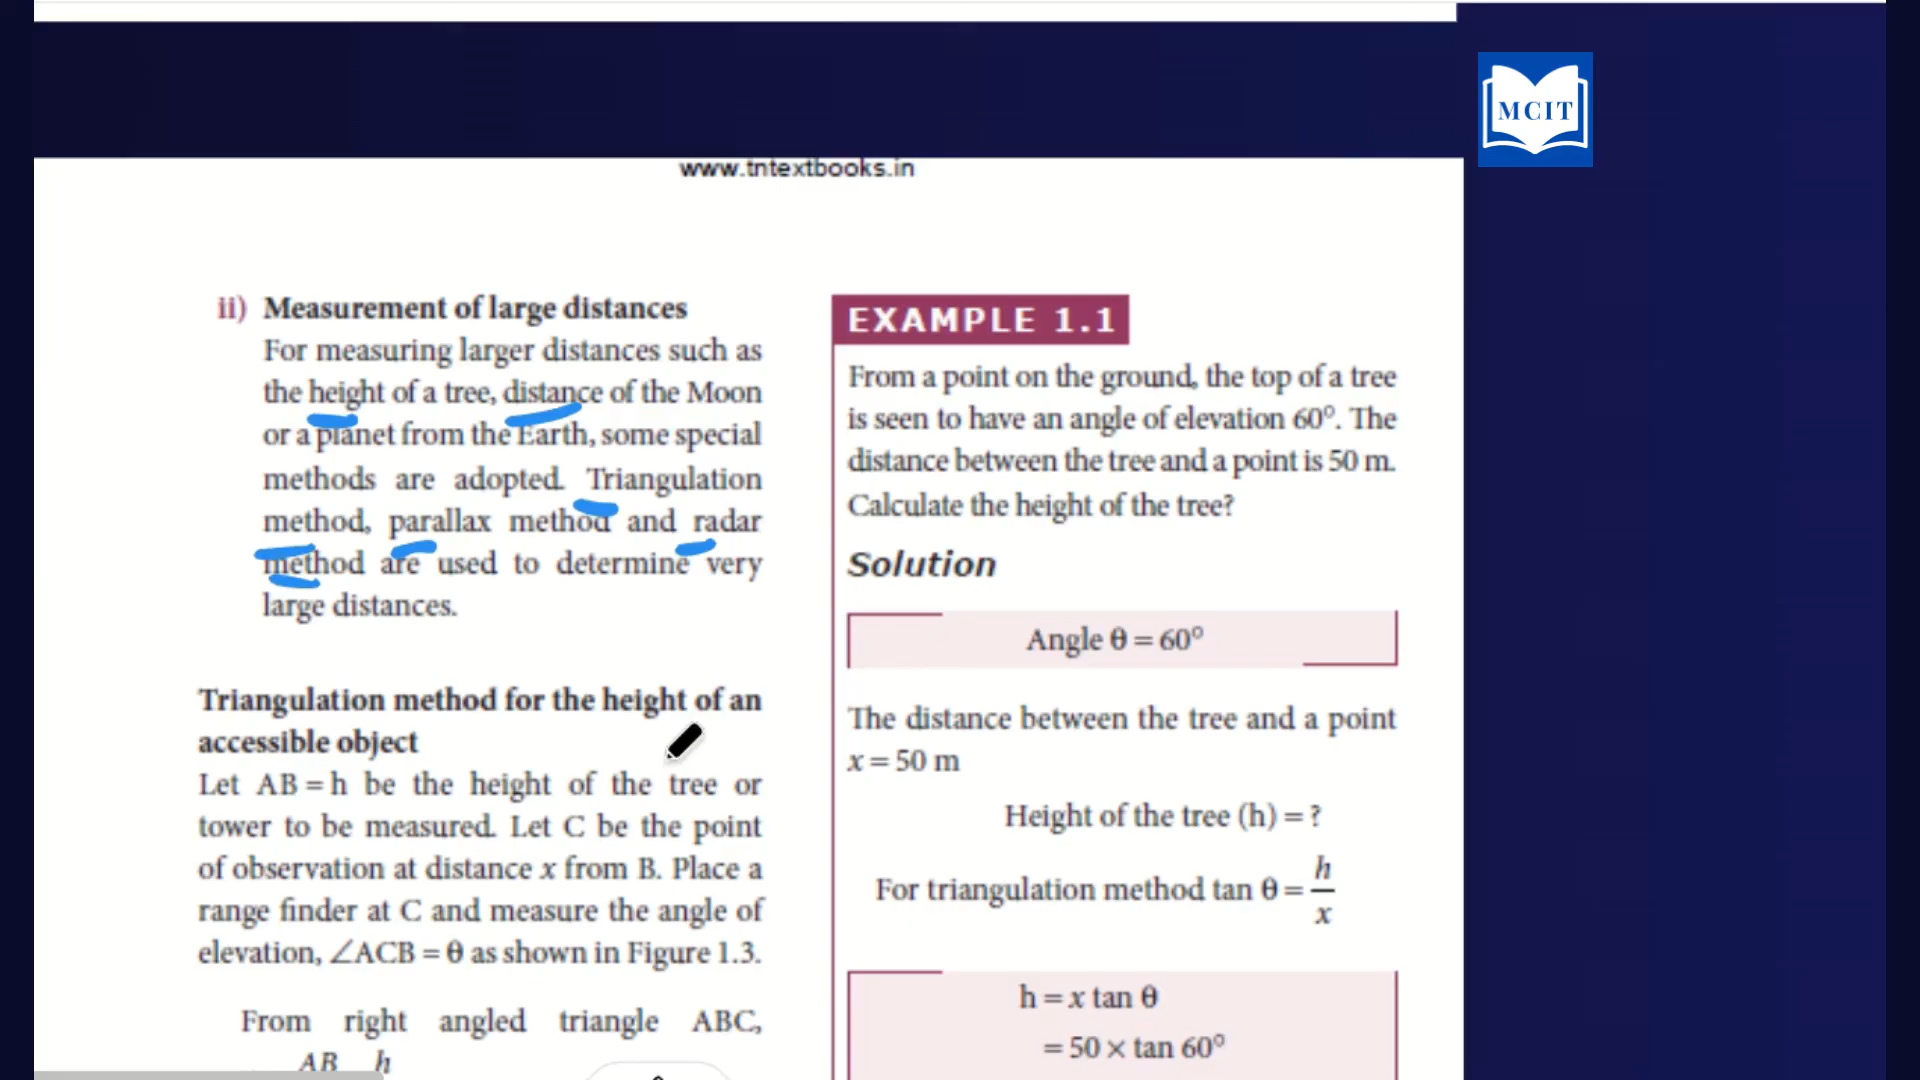 MCIT
www.tntextbooks.in
ii) Measurement of large distances
For measuring larger distances such as
the height of a tree, distance of the Moon
or a planet from the Earth, some special
methods are adopted. Triangulation
method, parallax method and radar
method are used to determine very
large distances.
Triangulation method for the height of an
accessible object
Let AB = h be the height of the tree or
tower to be measured. Let C be the point
of observation at distance x from B. Place a
range finder at C and measure the angle of
elevation, ∠ACB = θ as shown in Figure 1.3.
From right angled triangle ABC,
AB h
EXAMPLE 1.1
From a point on the ground, the top of a tree
is seen to have an angle of elevation 60°. The
distance between the tree and a point is 50 m.
Calculate the height of the tree?
Solution
Angle θ = 60°
The distance between the tree and a point
x = 50 m
Height of the tree (h) = ?
For triangulation method tan θ = h/x
h = x tan θ
= 50 × tan 60°